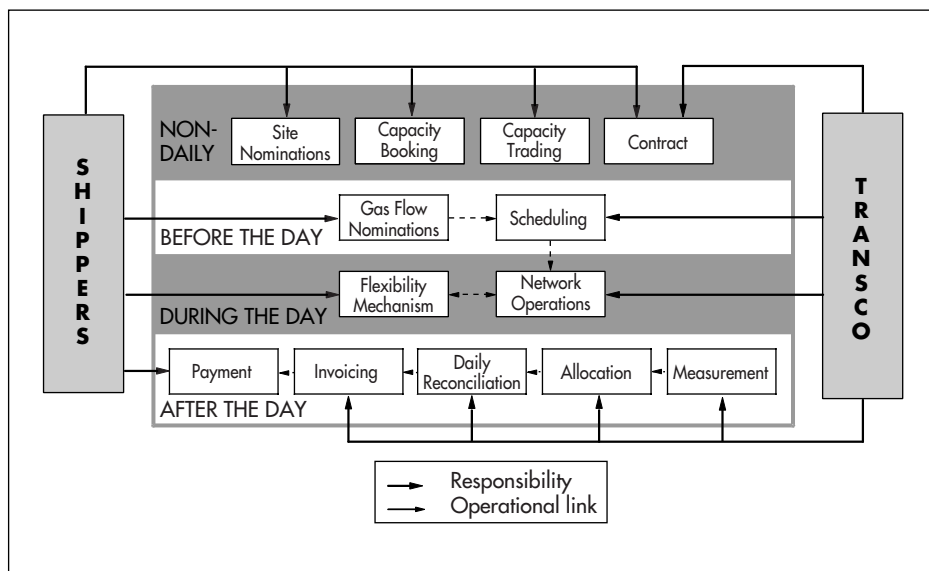 NON-
DAILY
Site
Nominations
Capacity
Booking
Capacity
Trading
Contract
SHIPPERS
TRANSCO
Gas Flow
Nominations
Scheduling
BEFORE THE DAY
Flexibility
Mechanism
Network
Operations
DURING THE DAY
Payment
Invoicing
Daily
Reconciliation
Allocation
Measurement
AFTER THE DAY
Responsibility
Operational link